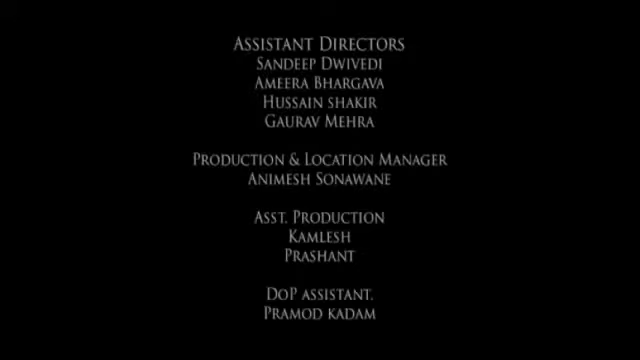 Assistant Directors
Sandeep Dwivedi
Ameera Bhargava
Hussain shakir
Gaurav Mehra
Production & Location Manager
Animesh Sonawane
Asst. Production
Kamlesh
Prashant
DoP assistant.
Pramod kadam